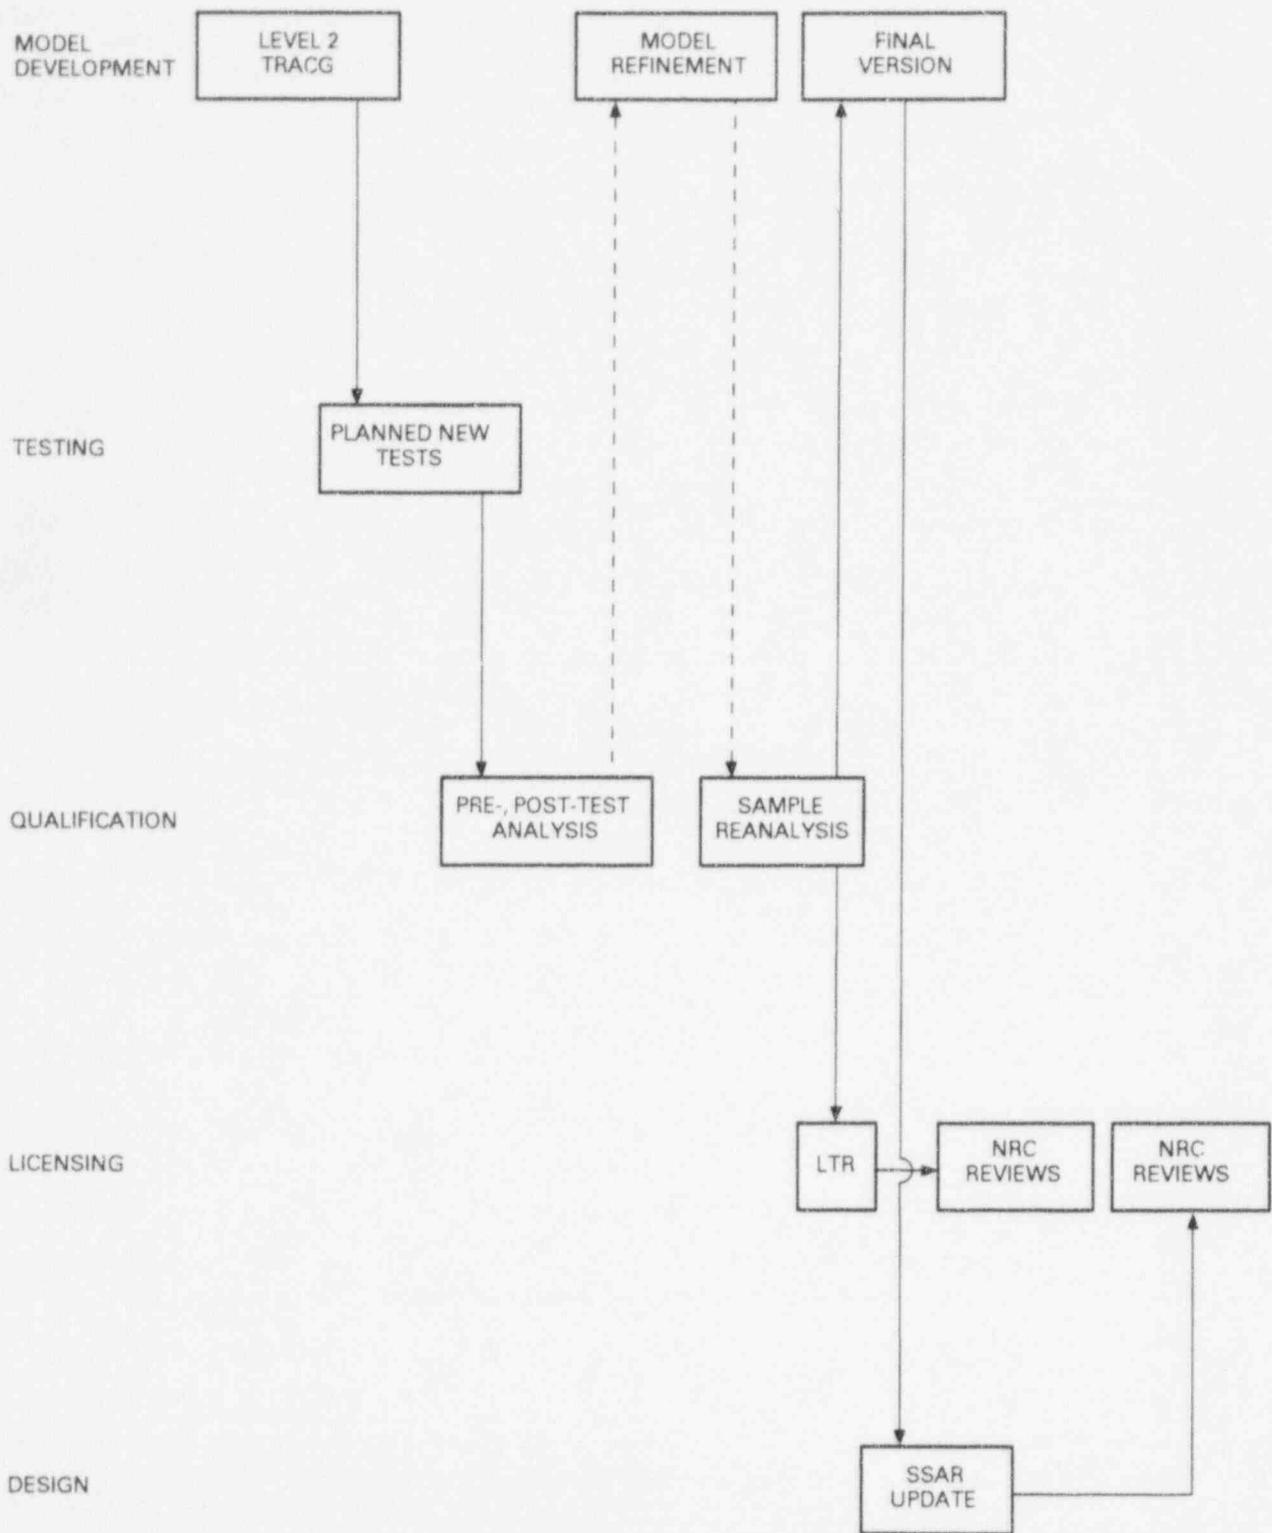 MODEL
DEVELOPMENT
LEVEL 2
TRACG
MODEL
REFINEMENT
FINAL
VERSION
TESTING
PLANNED NEW
TESTS
QUALIFICATION
PRE-, POST-TEST
ANALYSIS
SAMPLE
REANALYSIS
LICENSING
LTR
NRC
REVIEWS
NRC
REVIEWS
DESIGN
SSAR
UPDATE